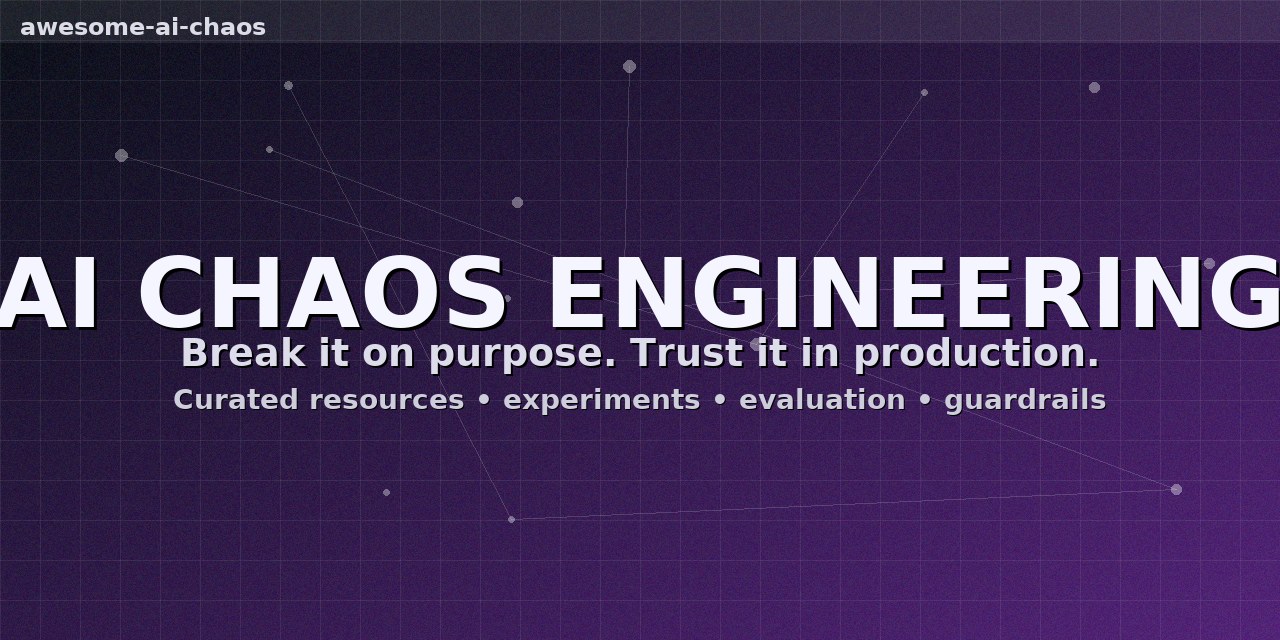 awesome-ai-chaos
AI CHAOS ENGINEERING
Break it on purpose. Trust it in production.
Curated resources • experiments • evaluation • guardrails